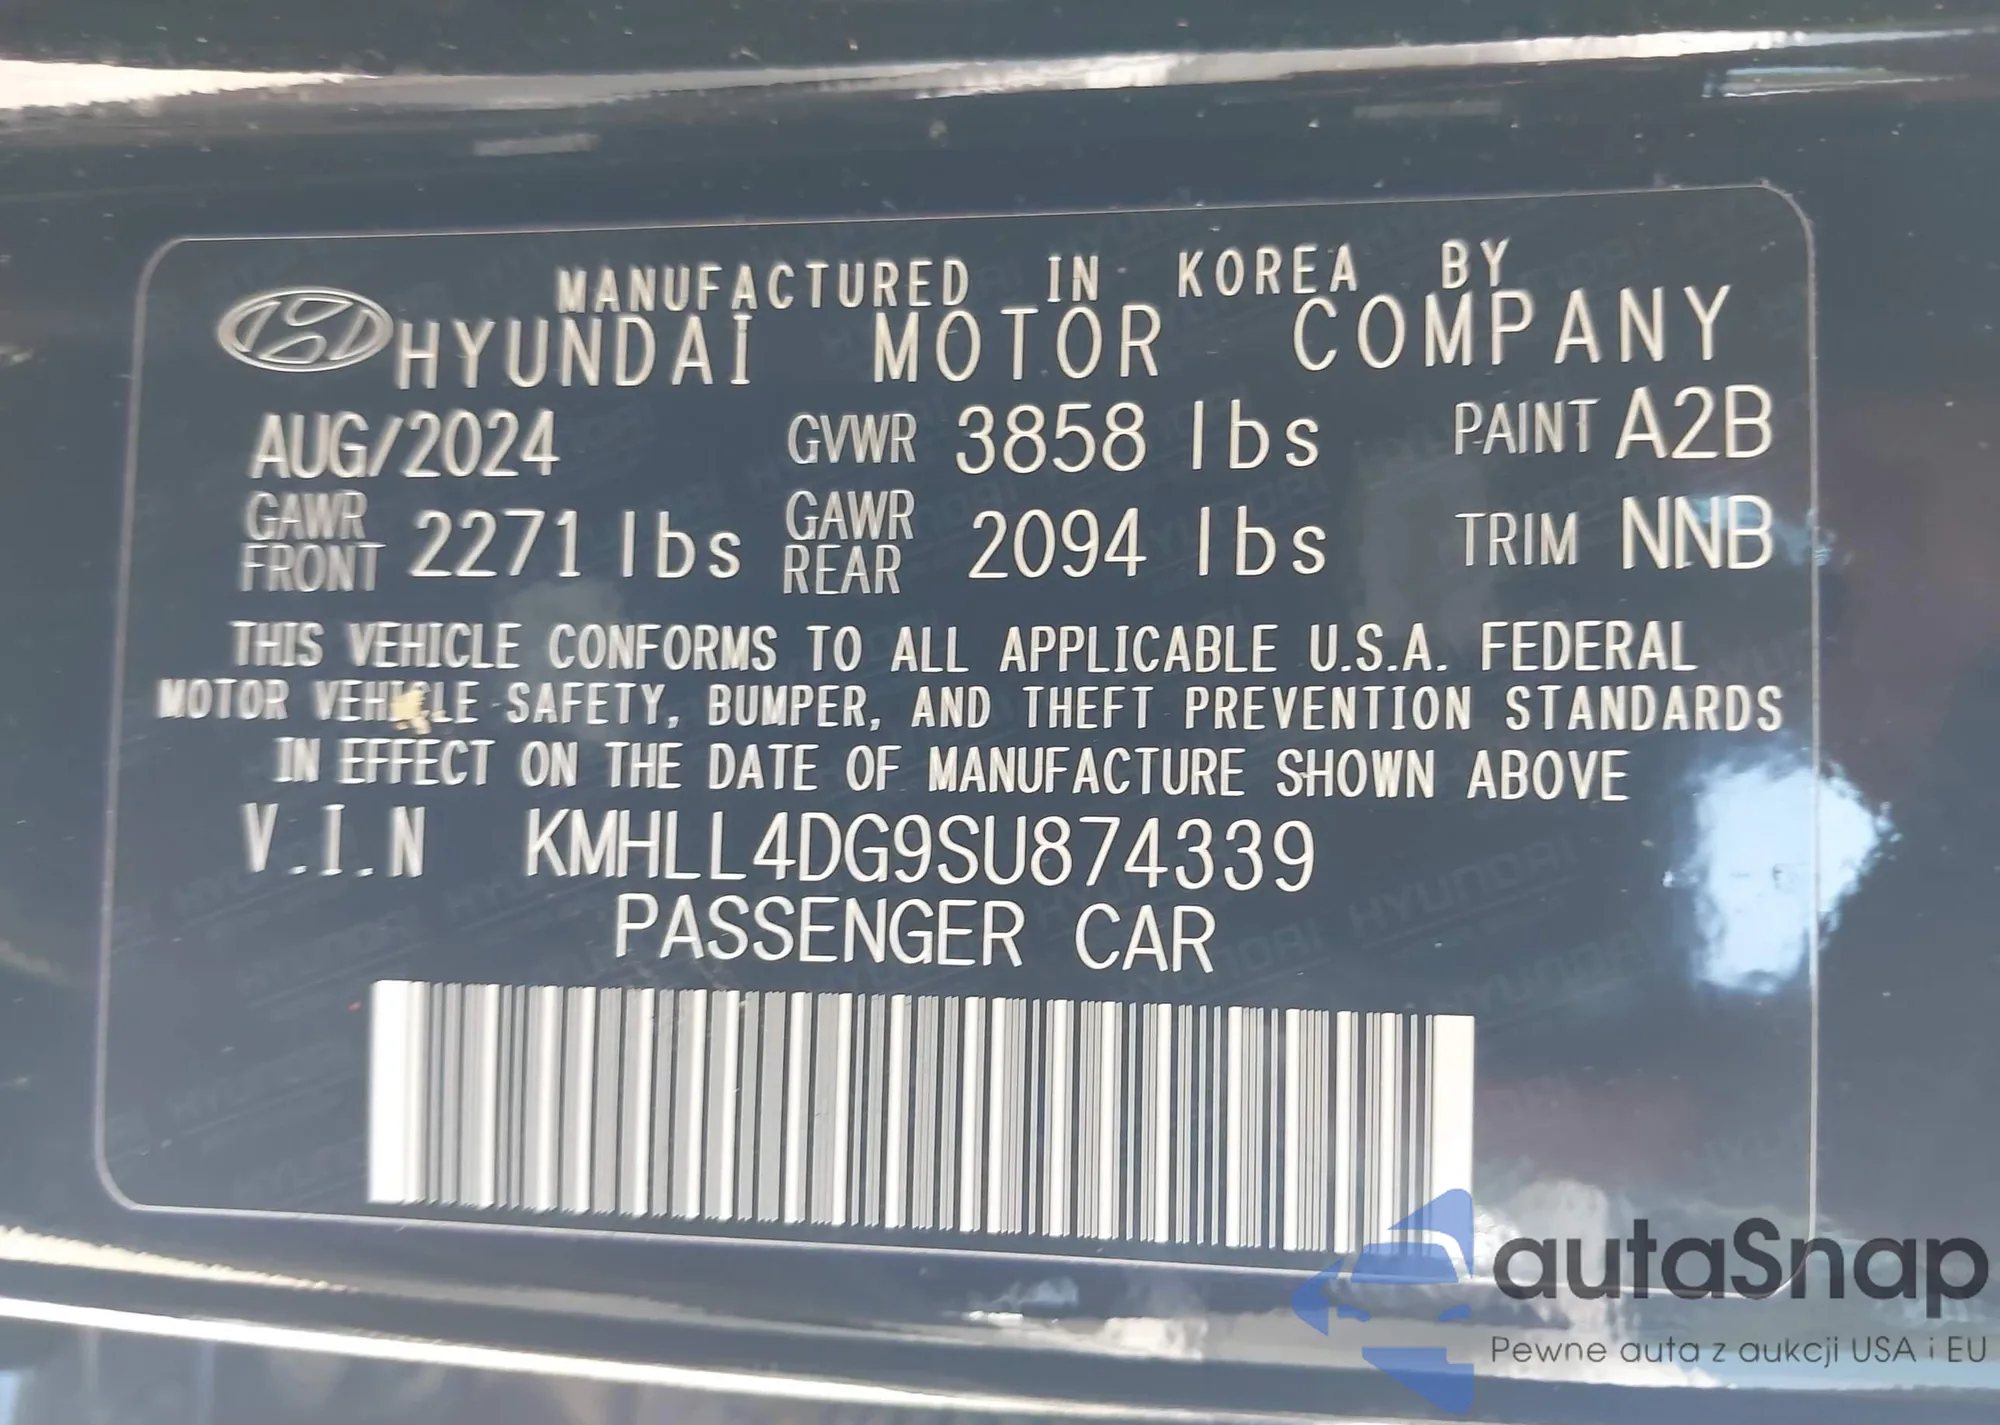 MANUFACTURED IN KOREA BY
HYUNDAI MOTOR COMPANY
AUG/2024 GVWR 3858 lbs PAINT A2B
GAWR FRONT 2271 lbs GAWR REAR 2094 lbs TRIM NNB
THIS VEHICLE CONFORMS TO ALL APPLICABLE U.S.A. FEDERAL
MOTOR VEHICLE SAFETY, BUMPER, AND THEFT PREVENTION STANDARDS
IN EFFECT ON THE DATE OF MANUFACTURE SHOWN ABOVE
V.I.N KMHLL4DG9SU874339
PASSENGER CAR
autaSnap
Pewne auta z aukcji USA i EU